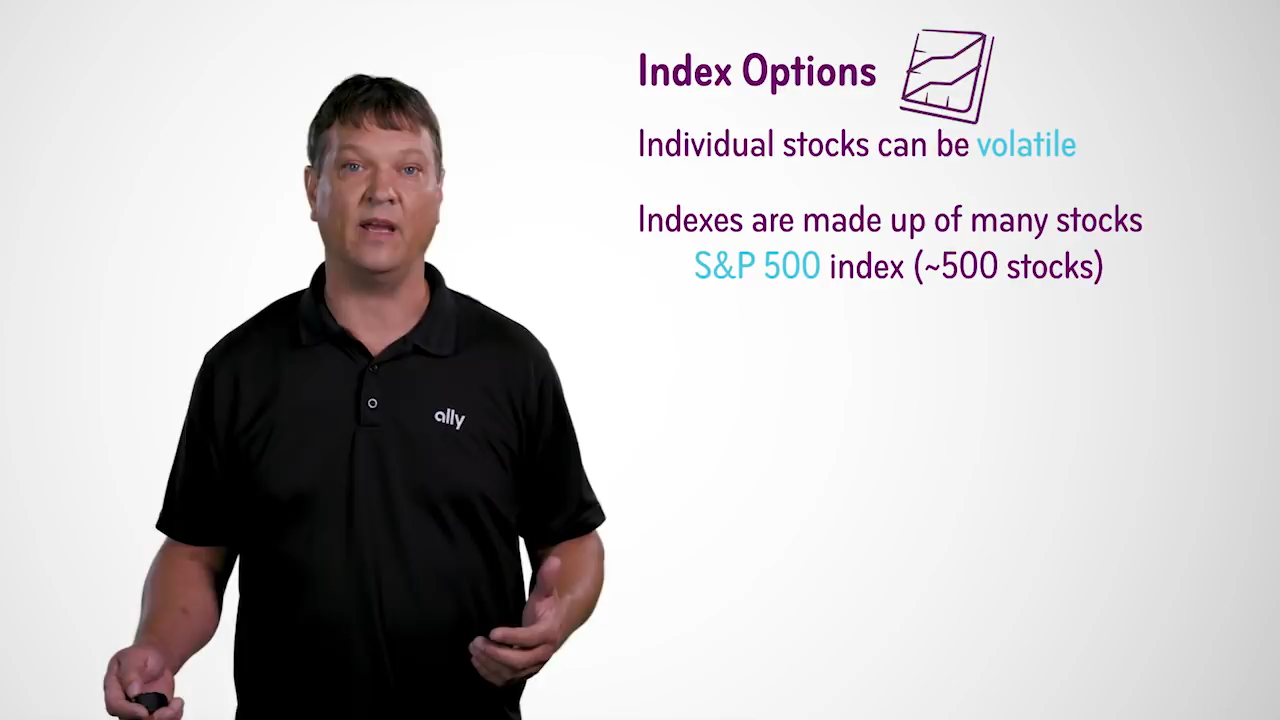 Index Options
Individual stocks can be volatile
Indexes are made up of many stocks
S&P 500 index (~500 stocks)
ally